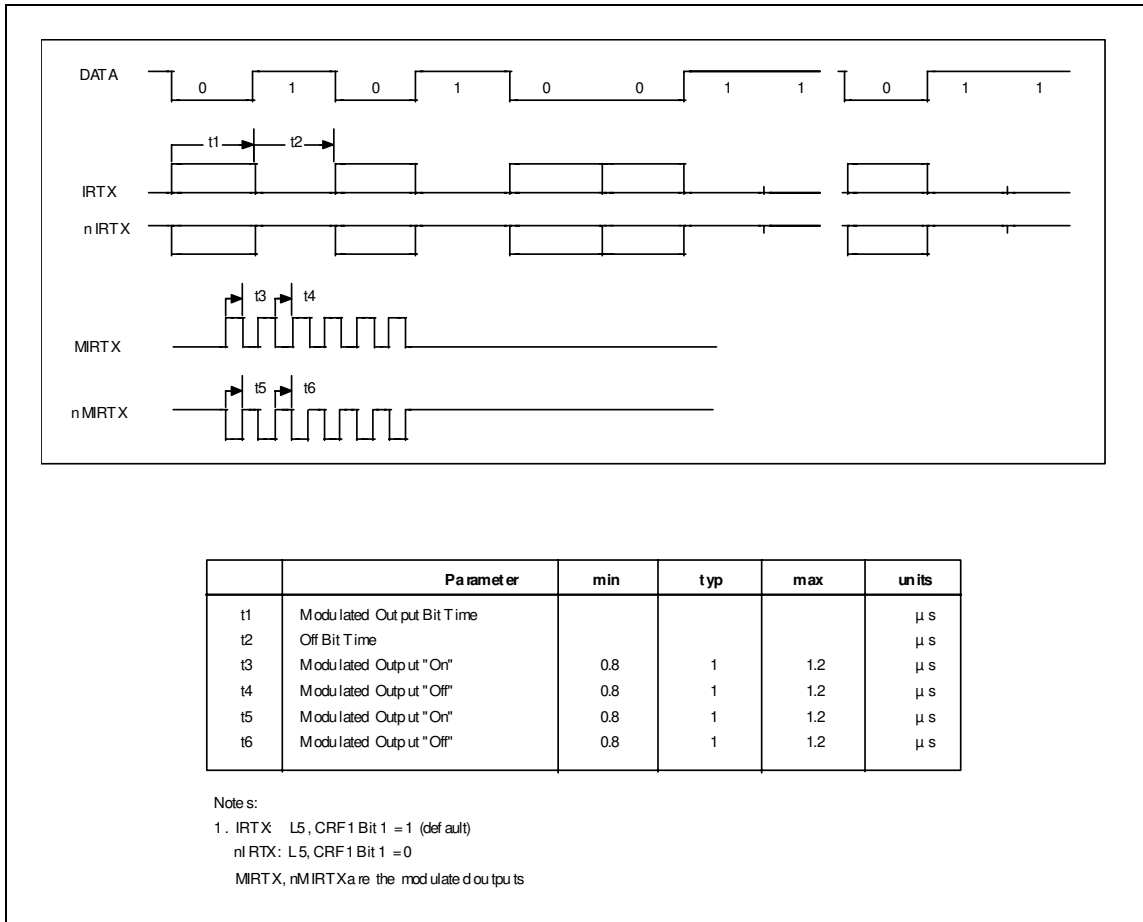 DATA 0 1 0 1 0 0 1 1 0 1 1
t1 t2
IRTX
nIRTX
t3 t4
MIRTX
t5 t6
nMIRTX
Parameter min typ max units
t1 Modulated Output Bit Time µs
t2 Off Bit Time µs
t3 Modulated Output "On" 0.8 1 1.2 µs
t4 Modulated Output "Off" 0.8 1 1.2 µs
t5 Modulated Output "On" 0.8 1 1.2 µs
t6 Modulated Output "Off" 0.8 1 1.2 µs
Notes:
1. IRTX: L5, CRF1 Bit 1 = 1 (default)
nIRTX: L5, CRF1 Bit 1 = 0
MIRTX, nMIRTX are the modulated outputs